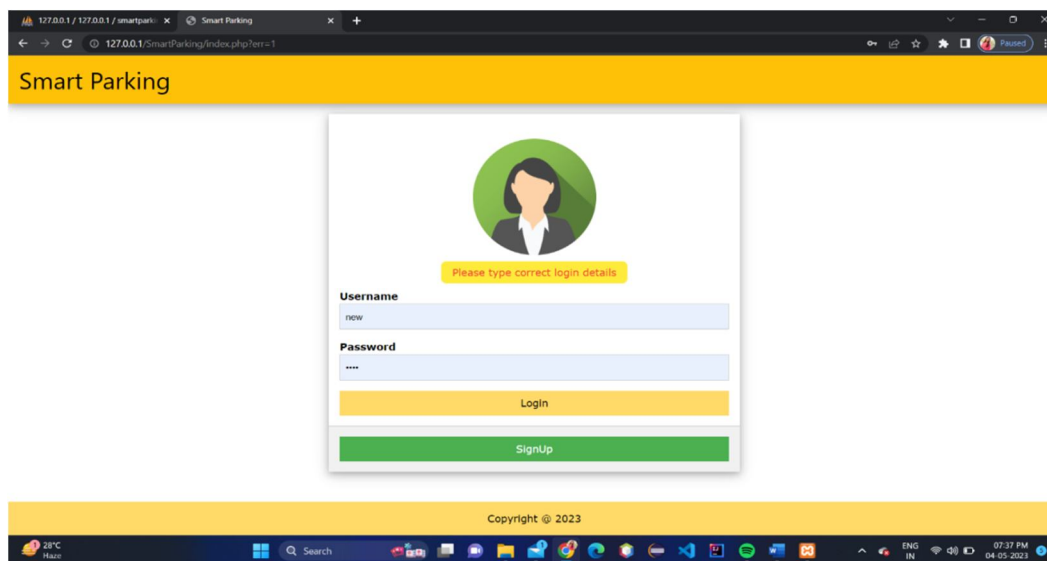 127.0.0.1 / 127.0.0.1 / smartparki
Smart Parking
127.0.0.1/SmartParking/index.php?err=1
Paused
Smart Parking
Please type correct login details
Username
new
Password
••••
Login
SignUp
Copyright @ 2023
1
28°C
Haze
Search
ENG
IN
07:37 PM
04-05-2023